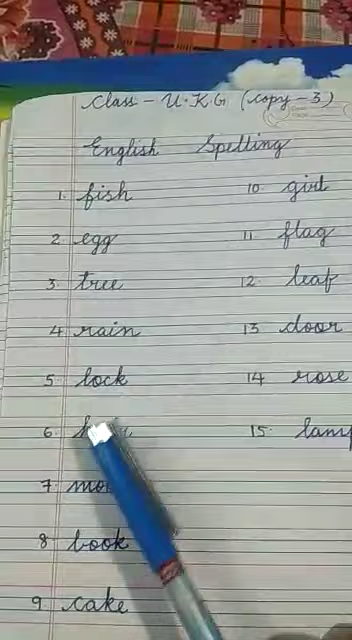 Class - U.K.G (Copy-3)
English Spelling
1. fish
2. egg
3. tree
4. rain
5. lock
6.
7.
8. book
9. cake
10. girl
11. flag
12. leaf
13. door
14. rose
15. lamp